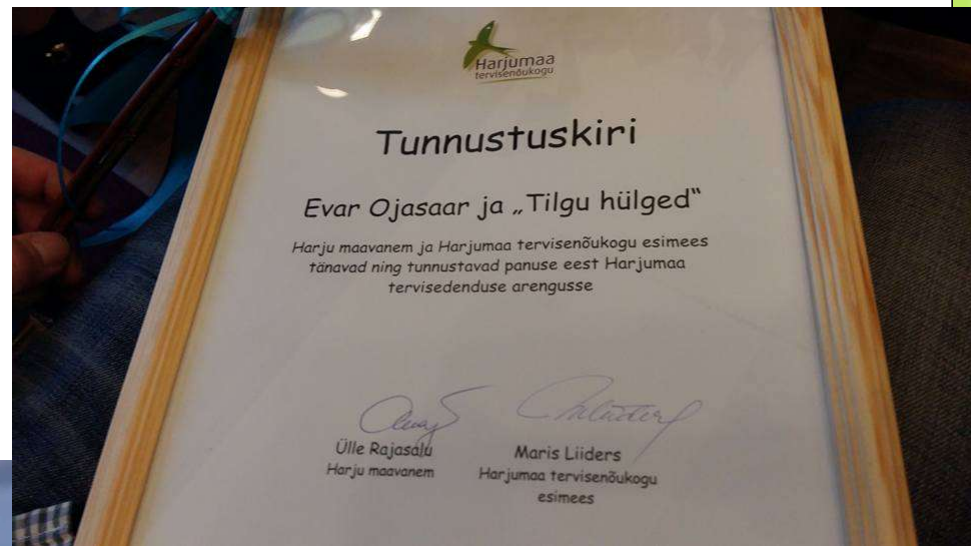 Harjumaa
tervisenõukogu
Tunnustuskiri
Evar Ojasaar ja „Tilgu hülged“
Harju maavanem ja Harjumaa tervisenõukogu esimees
tänavad ning tunnustavad panuse eest Harjumaa
tervisedenduse arengusse
Ülle Rajasalu
Harju maavanem
Maris Liiders
Harjumaa tervisenõukogu
esimees